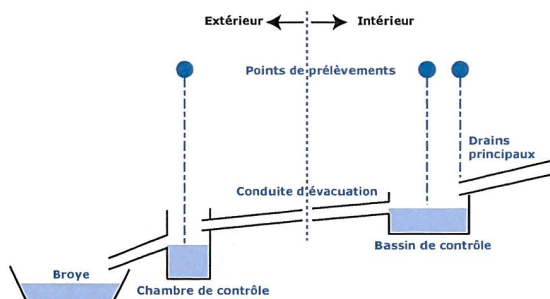 Extérieur Intérieur
Points de prélèvements
Drains
principaux
Conduite d'évacuation
Bassin de contrôle
Broye
Chambre de contrôle